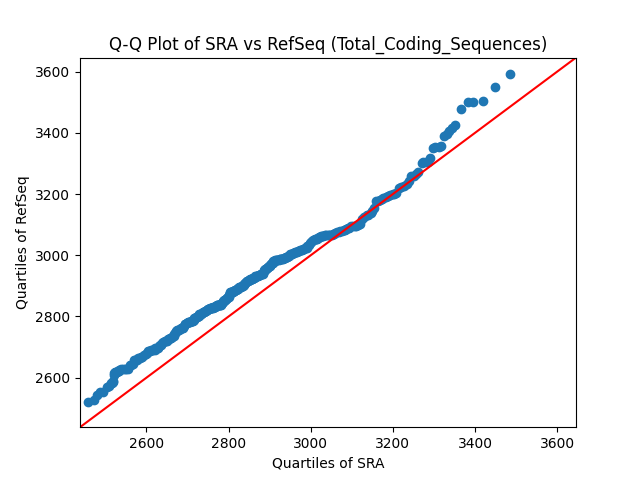 Q-Q Plot of SRA vs RefSeq (Total_Coding_Sequences)
3600
3400
3200
3000
2800
2600
Quartiles of RefSeq
2600 2800 3000 3200 3400 3600
Quartiles of SRA